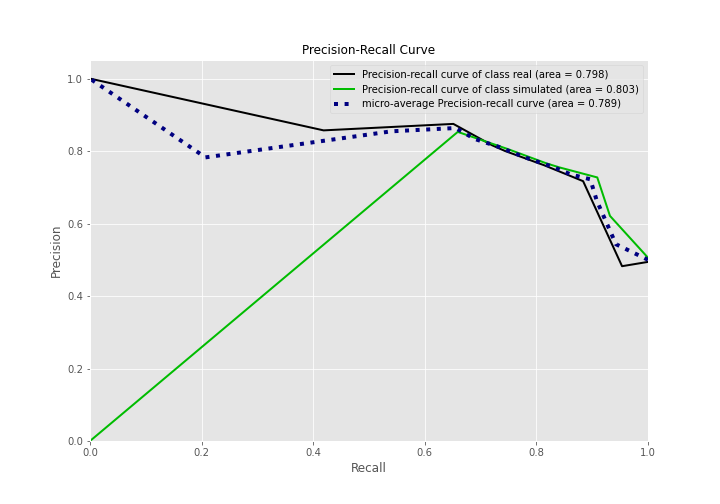 Precision-Recall Curve
Precision-recall curve of class real (area = 0.798)
Precision-recall curve of class simulated (area = 0.803)
micro-average Precision-recall curve (area = 0.789)
Precision
1.0
0.8
0.6
0.4
0.2
0.0
0.0 0.2 0.4 0.6 0.8 1.0
Recall